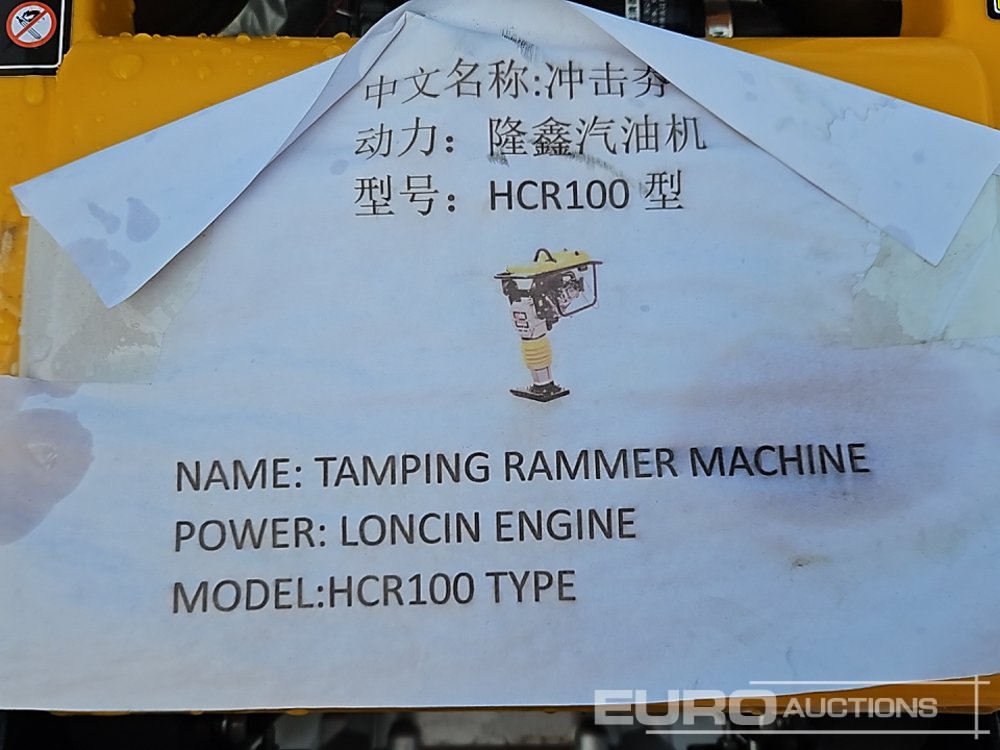 中文名称:冲击夯
动力：隆鑫汽油机
型号：HCR100 型
NAME: TAMPING RAMMER MACHINE
POWER: LONCIN ENGINE
MODEL:HCR100 TYPE
EURO AUCTIONS